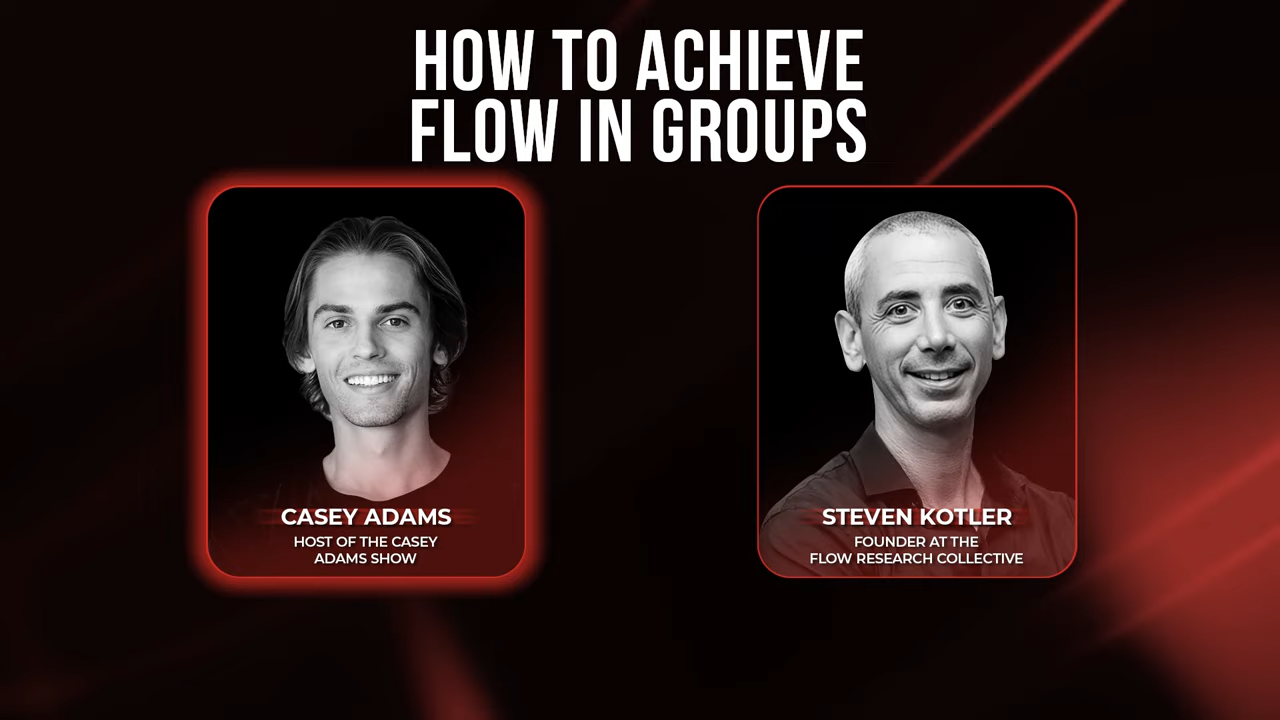 HOW TO ACHIEVE
FLOW IN GROUPS
CASEY ADAMS
HOST OF THE CASEY
ADAMS SHOW
STEVEN KOTLER
FOUNDER AT THE
FLOW RESEARCH COLLECTIVE